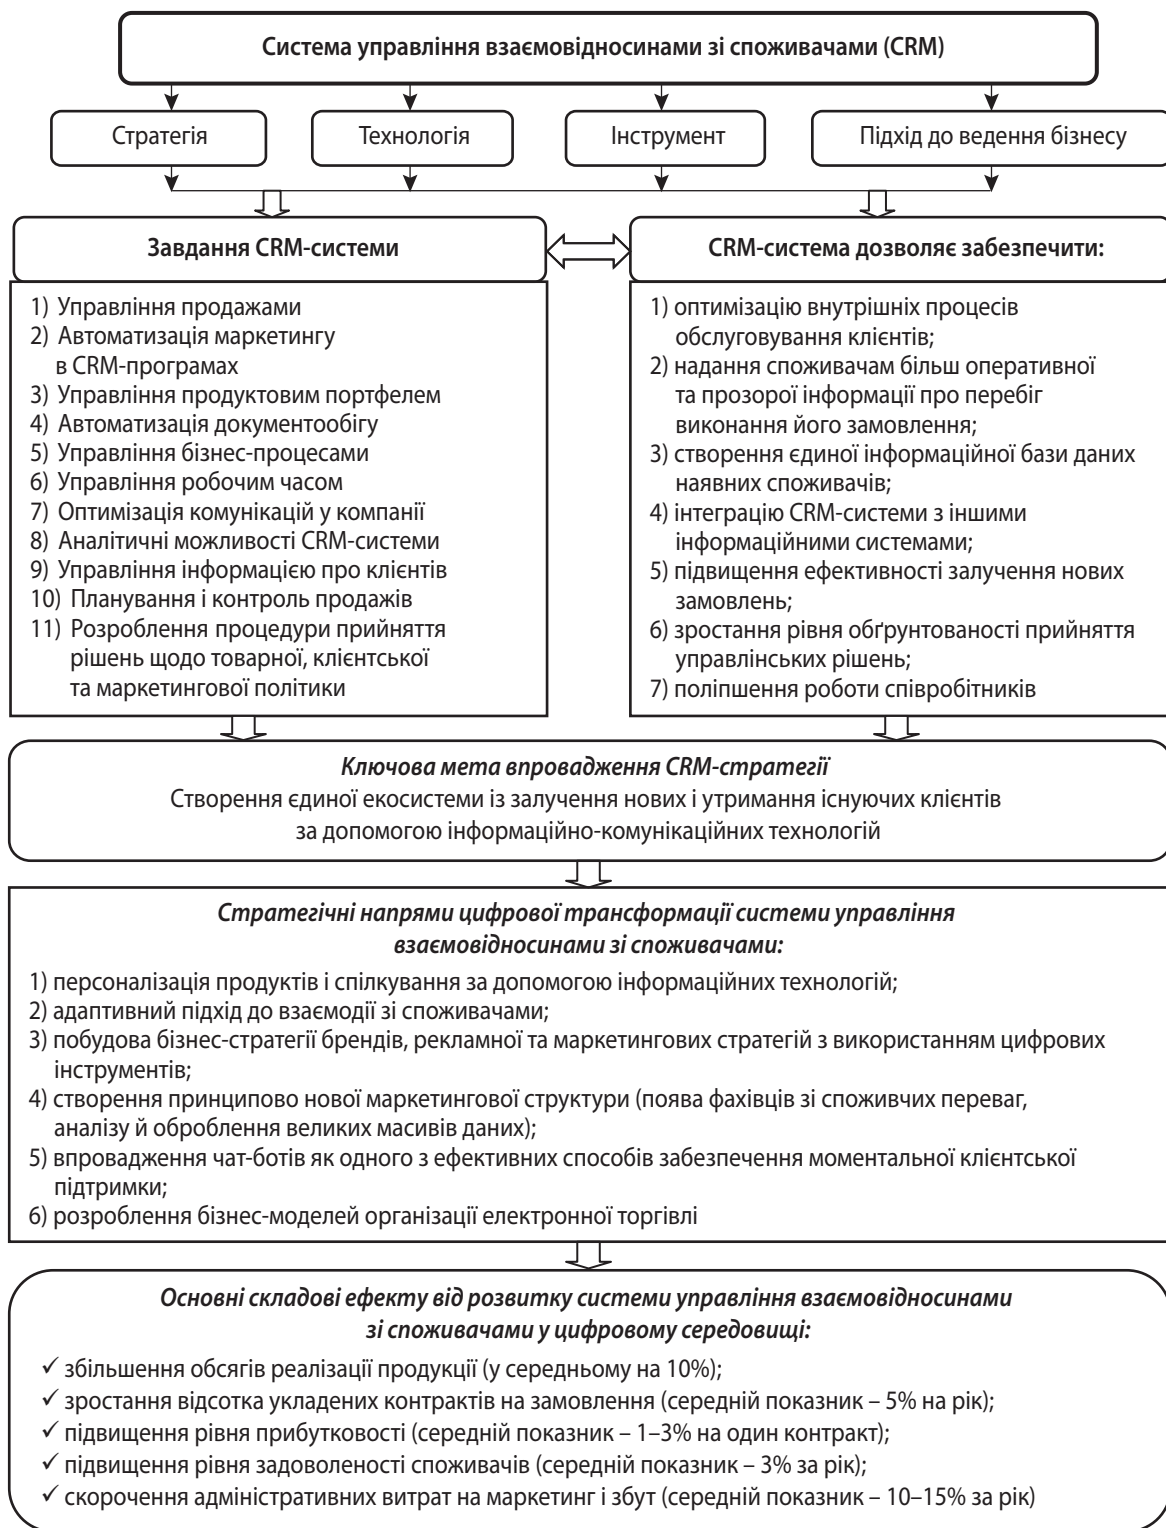 Система управління взаємовідносинами зі споживачами (CRM)
Стратегія
Технологія
Інструмент
Підхід до ведення бізнесу
Завдання CRM-системи
1) Управління продажами
2) Автоматизація маркетингу
в CRM-програмах
3) Управління продуктовим портфелем
4) Автоматизація документообігу
5) Управління бізнес-процесами
6) Управління робочим часом
7) Оптимізація комунікацій у компанії
8) Аналітичні можливості CRM-системи
9) Управління інформацією про клієнтів
10) Планування і контроль продажів
11) Розроблення процедури прийняття
рішень щодо товарної, клієнтської
та маркетингової політики
CRM-система дозволяє забезпечити:
1) оптимізацію внутрішніх процесів
обслуговування клієнтів;
2) надання споживачам більш оперативної
та прозорої інформації про перебіг
виконання його замовлення;
3) створення єдиної інформаційної бази даних
наявних споживачів;
4) інтеграцію CRM-системи з іншими
інформаційними системами;
5) підвищення ефективності залучення нових
замовлень;
6) зростання рівня обґрунтованості прийняття
управлінських рішень;
7) поліпшення роботи співробітників
Ключова мета впровадження CRM-стратегії
Створення єдиної екосистеми із залучення нових і утримання існуючих клієнтів
за допомогою інформаційно-комунікаційних технологій
Стратегічні напрями цифрової трансформації системи управління
взаємовідносинами зі споживачами:
1) персоналізація продуктів і спілкування за допомогою інформаційних технологій;
2) адаптивний підхід до взаємодії зі споживачами;
3) побудова бізнес-стратегії брендів, рекламної та маркетингових стратегій з використанням цифрових
інструментів;
4) створення принципово нової маркетингової структури (поява фахівців зі споживчих переваг,
аналізу й оброблення великих масивів даних);
5) впровадження чат-ботів як одного з ефективних способів забезпечення моментальної клієнтської
підтримки;
6) розроблення бізнес-моделей організації електронної торгівлі
Основні складові ефекту від розвитку системи управління взаємовідносинами
зі споживачами у цифровому середовищі:
✓ збільшення обсягів реалізації продукції (у середньому на 10%);
✓ зростання відсотка укладених контрактів на замовлення (середній показник – 5% на рік);
✓ підвищення рівня прибутковості (середній показник – 1–3% на один контракт);
✓ підвищення рівня задоволеності споживачів (середній показник – 3% за рік);
✓ скорочення адміністративних витрат на маркетинг і збут (середній показник – 10–15% за рік)